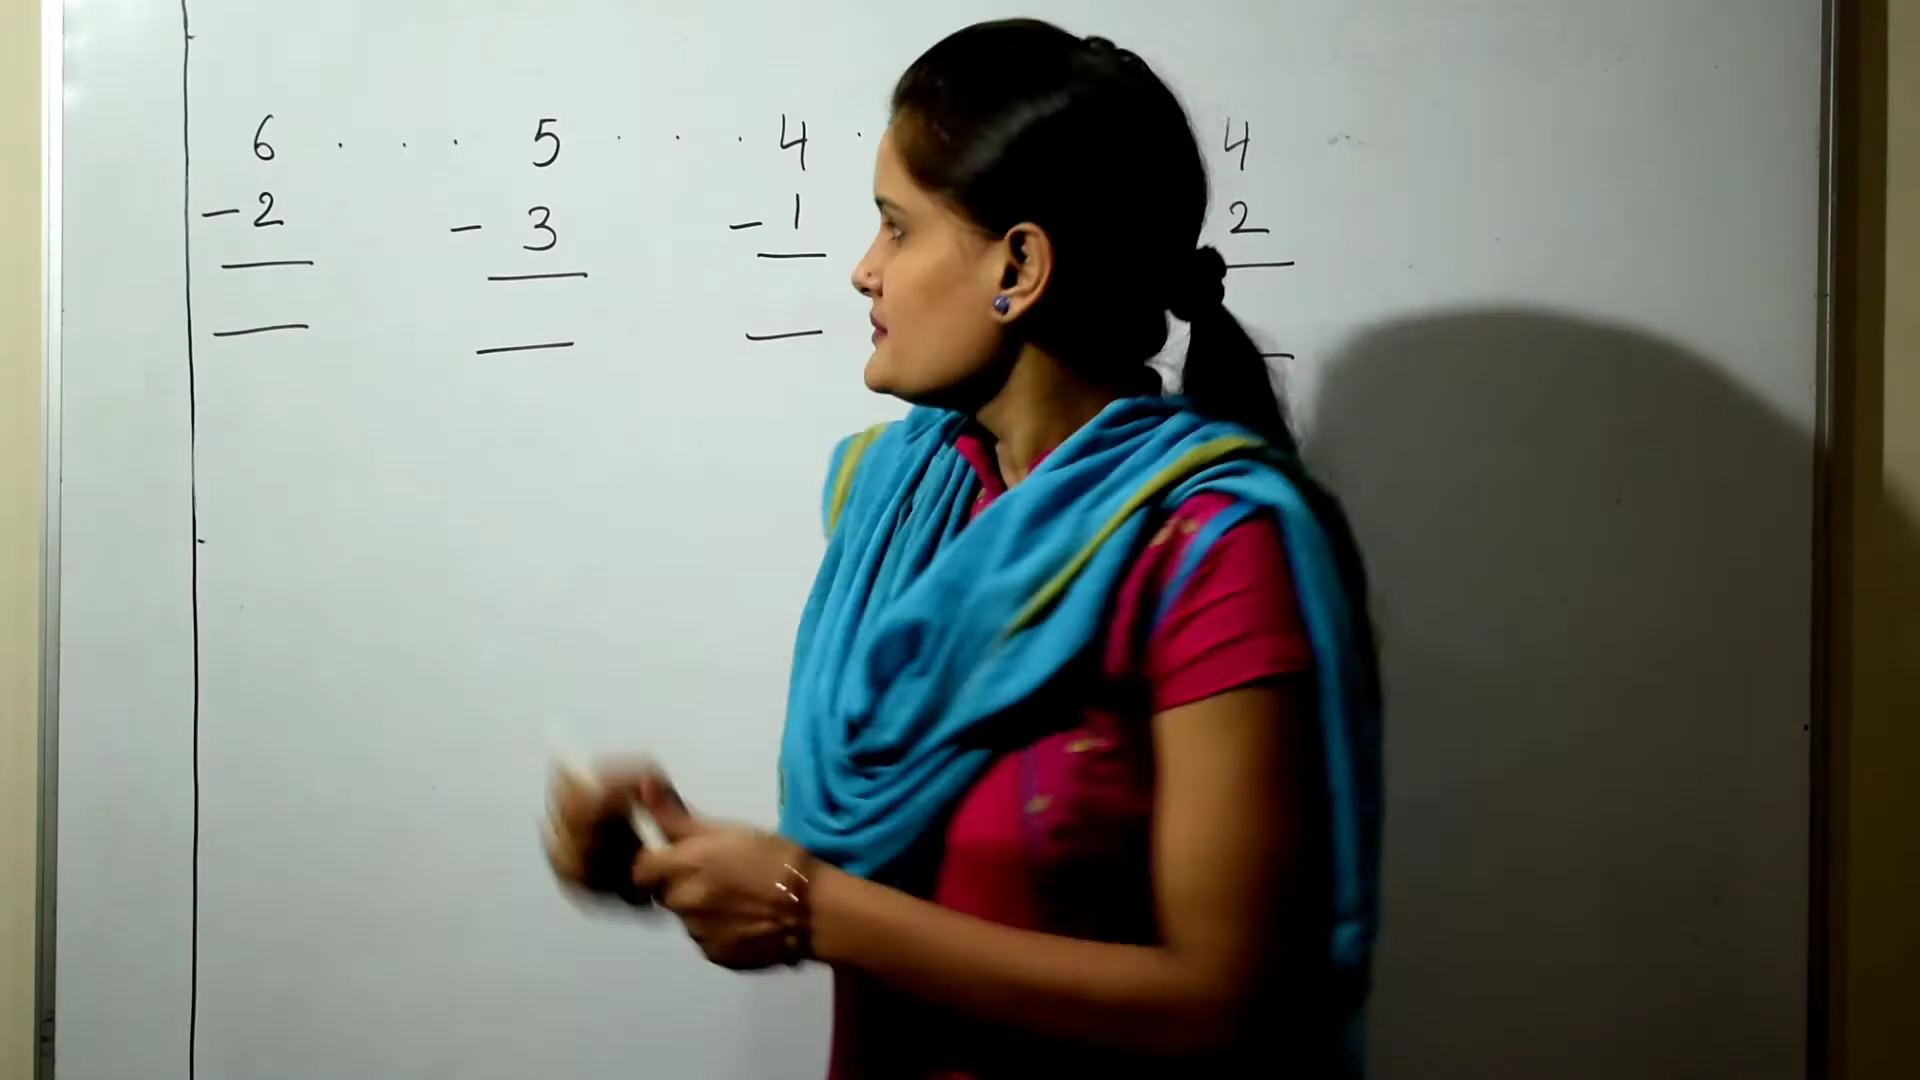 6 . . . 5 . . . 4 . 4
- 2 - 3 - 1 2